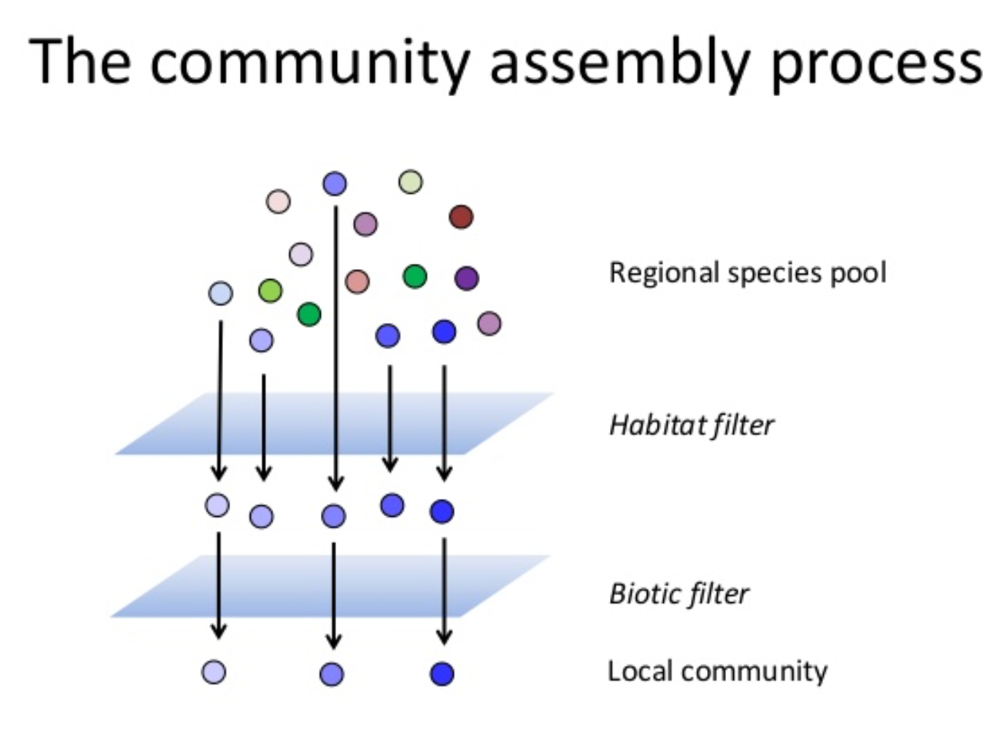 The community assembly process
Regional species pool
Habitat filter
Biotic filter
Local community